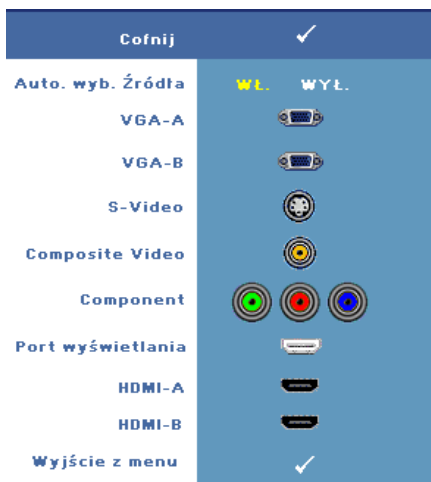 Cofnij
Auto. wyb. Źródła WŁ. WYŁ.
VGA-A
VGA-B
S-Video
Composite Video
Component
Port wyświetlania
HDMI-A
HDMI-B
Wyjście z menu